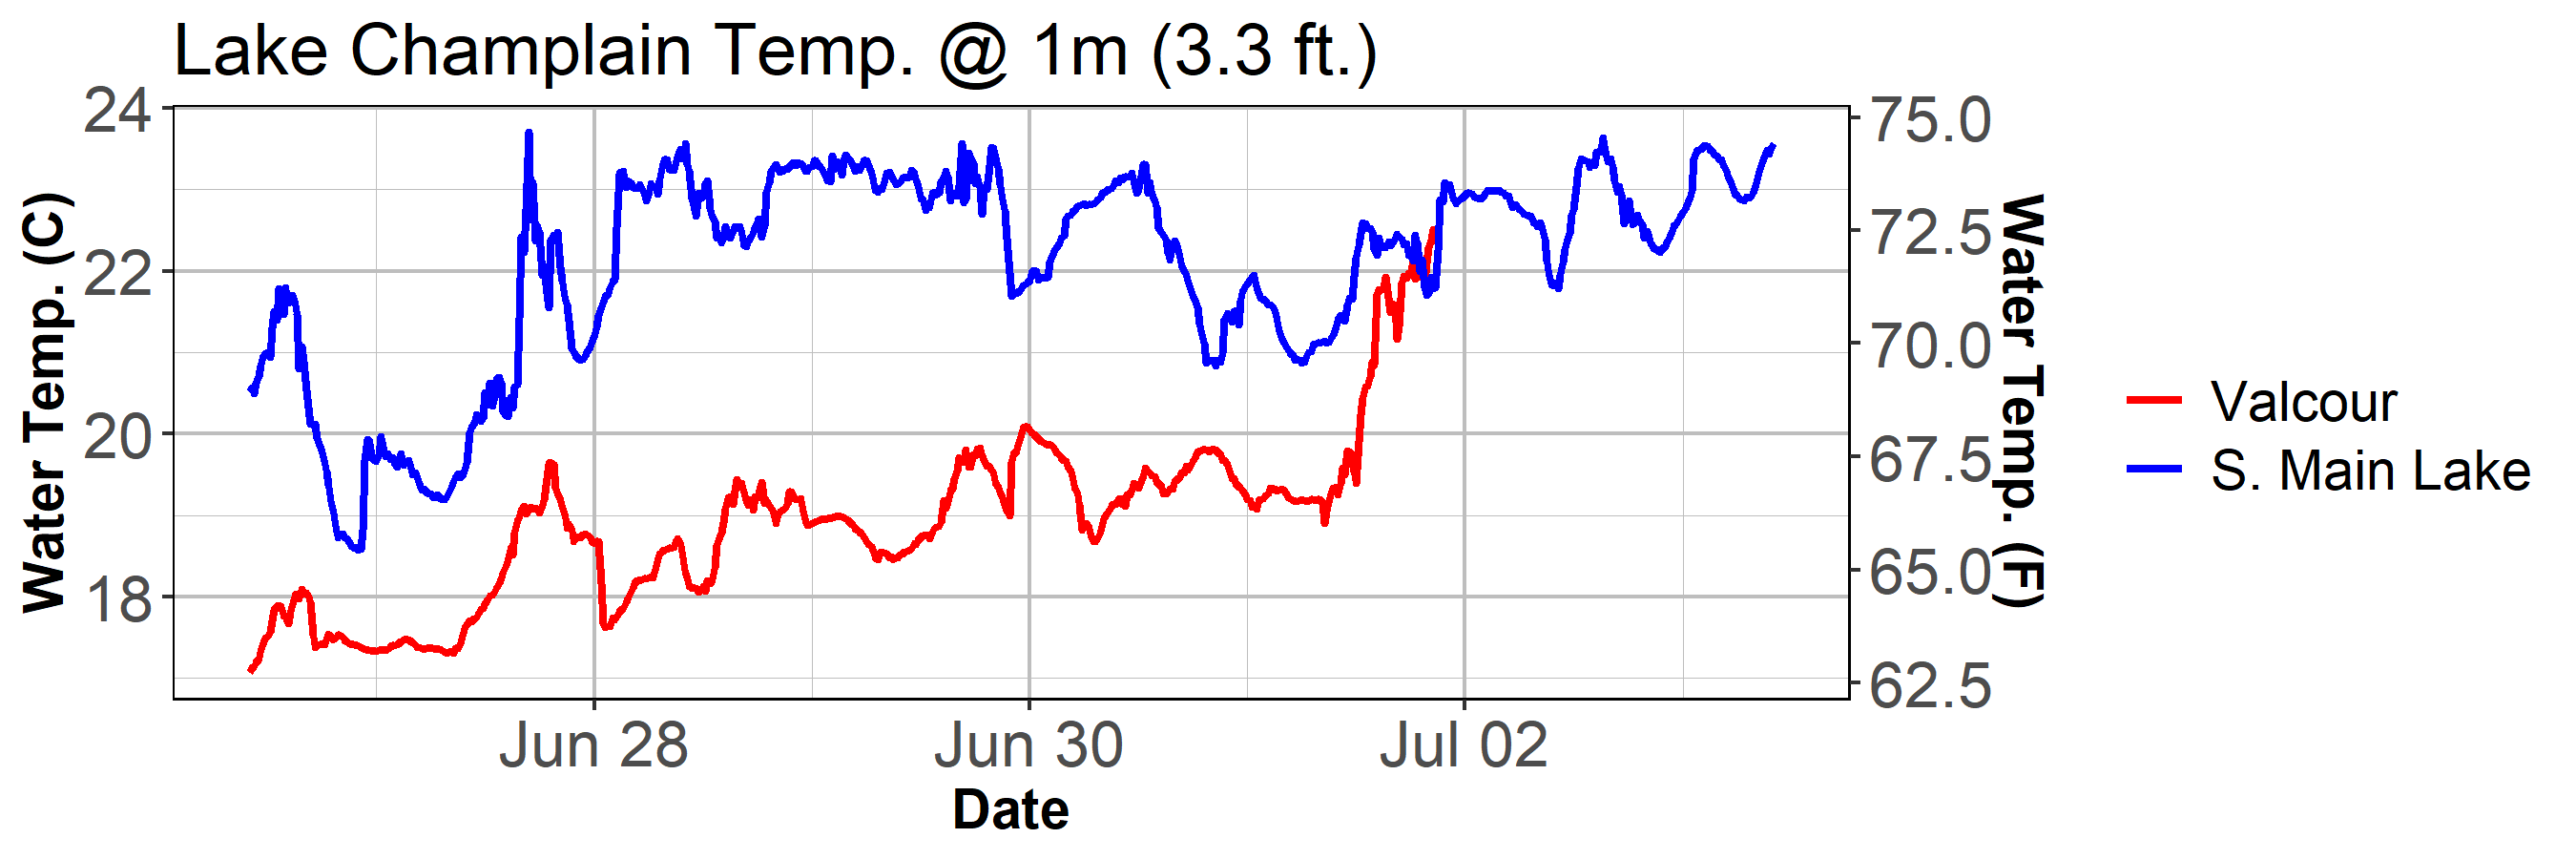 Lake Champlain Temp. @ 1m (3.3 ft.)
24
22
20
18
Water Temp. (C)
75.0
72.5
70.0
67.5
65.0
62.5
Water Temp. (F)
Jun 28
Jun 30
Jul 02
Date
Valcour
S. Main Lake